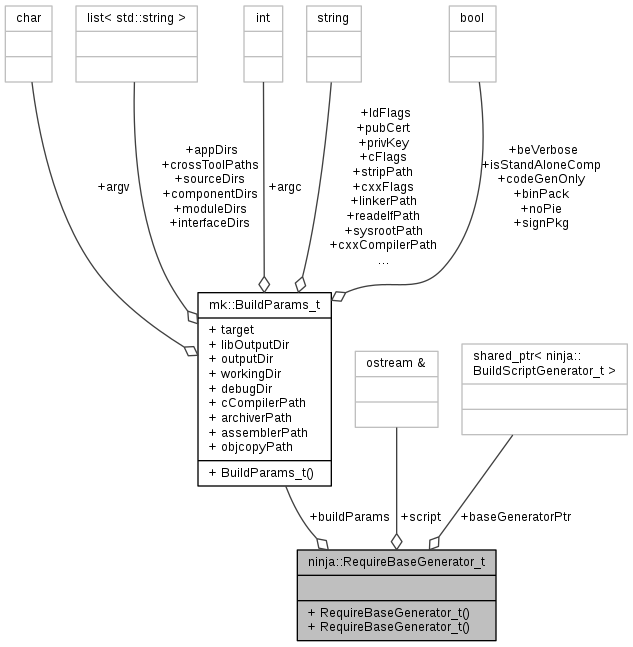 char
list< std::string >
int
string
bool
+argv
+appDirs
+crossToolPaths
+sourceDirs
+componentDirs
+moduleDirs
+interfaceDirs
+argc
+ldFlags
+pubCert
+privKey
+cFlags
+stripPath
+cxxFlags
+linkerPath
+readelfPath
+sysrootPath
+cxxCompilerPath
...
+beVerbose
+isStandAloneComp
+codeGenOnly
+binPack
+noPie
+signPkg
mk::BuildParams_t
+ target
+ libOutputDir
+ outputDir
+ workingDir
+ debugDir
+ cCompilerPath
+ archiverPath
+ assemblerPath
+ objcopyPath
+ BuildParams_t()
ostream &
shared_ptr< ninja::
BuildScriptGenerator_t >
+buildParams
+script
+baseGeneratorPtr
ninja::RequireBaseGenerator_t
+ RequireBaseGenerator_t()
+ RequireBaseGenerator_t()